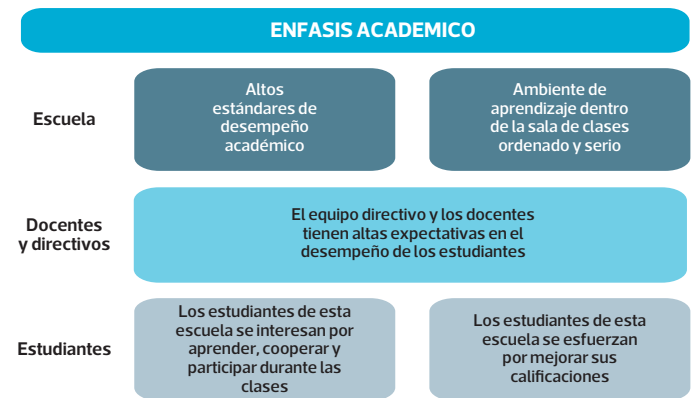 ENFASIS ACADEMICO
Escuela
Altos
estándares de
desempeño
académico
Ambiente de
aprendizaje dentro
de la sala de clases
ordenado y serio
Docentes
y directivos
El equipo directivo y los docentes
tienen altas expectativas en el
desempeño de los estudiantes
Estudiantes
Los estudiantes de esta
escuela se interesan por
aprender, cooperar y
participar durante las
clases
Los estudiantes de esta
escuela se esfuerzan
por mejorar sus
calificaciones